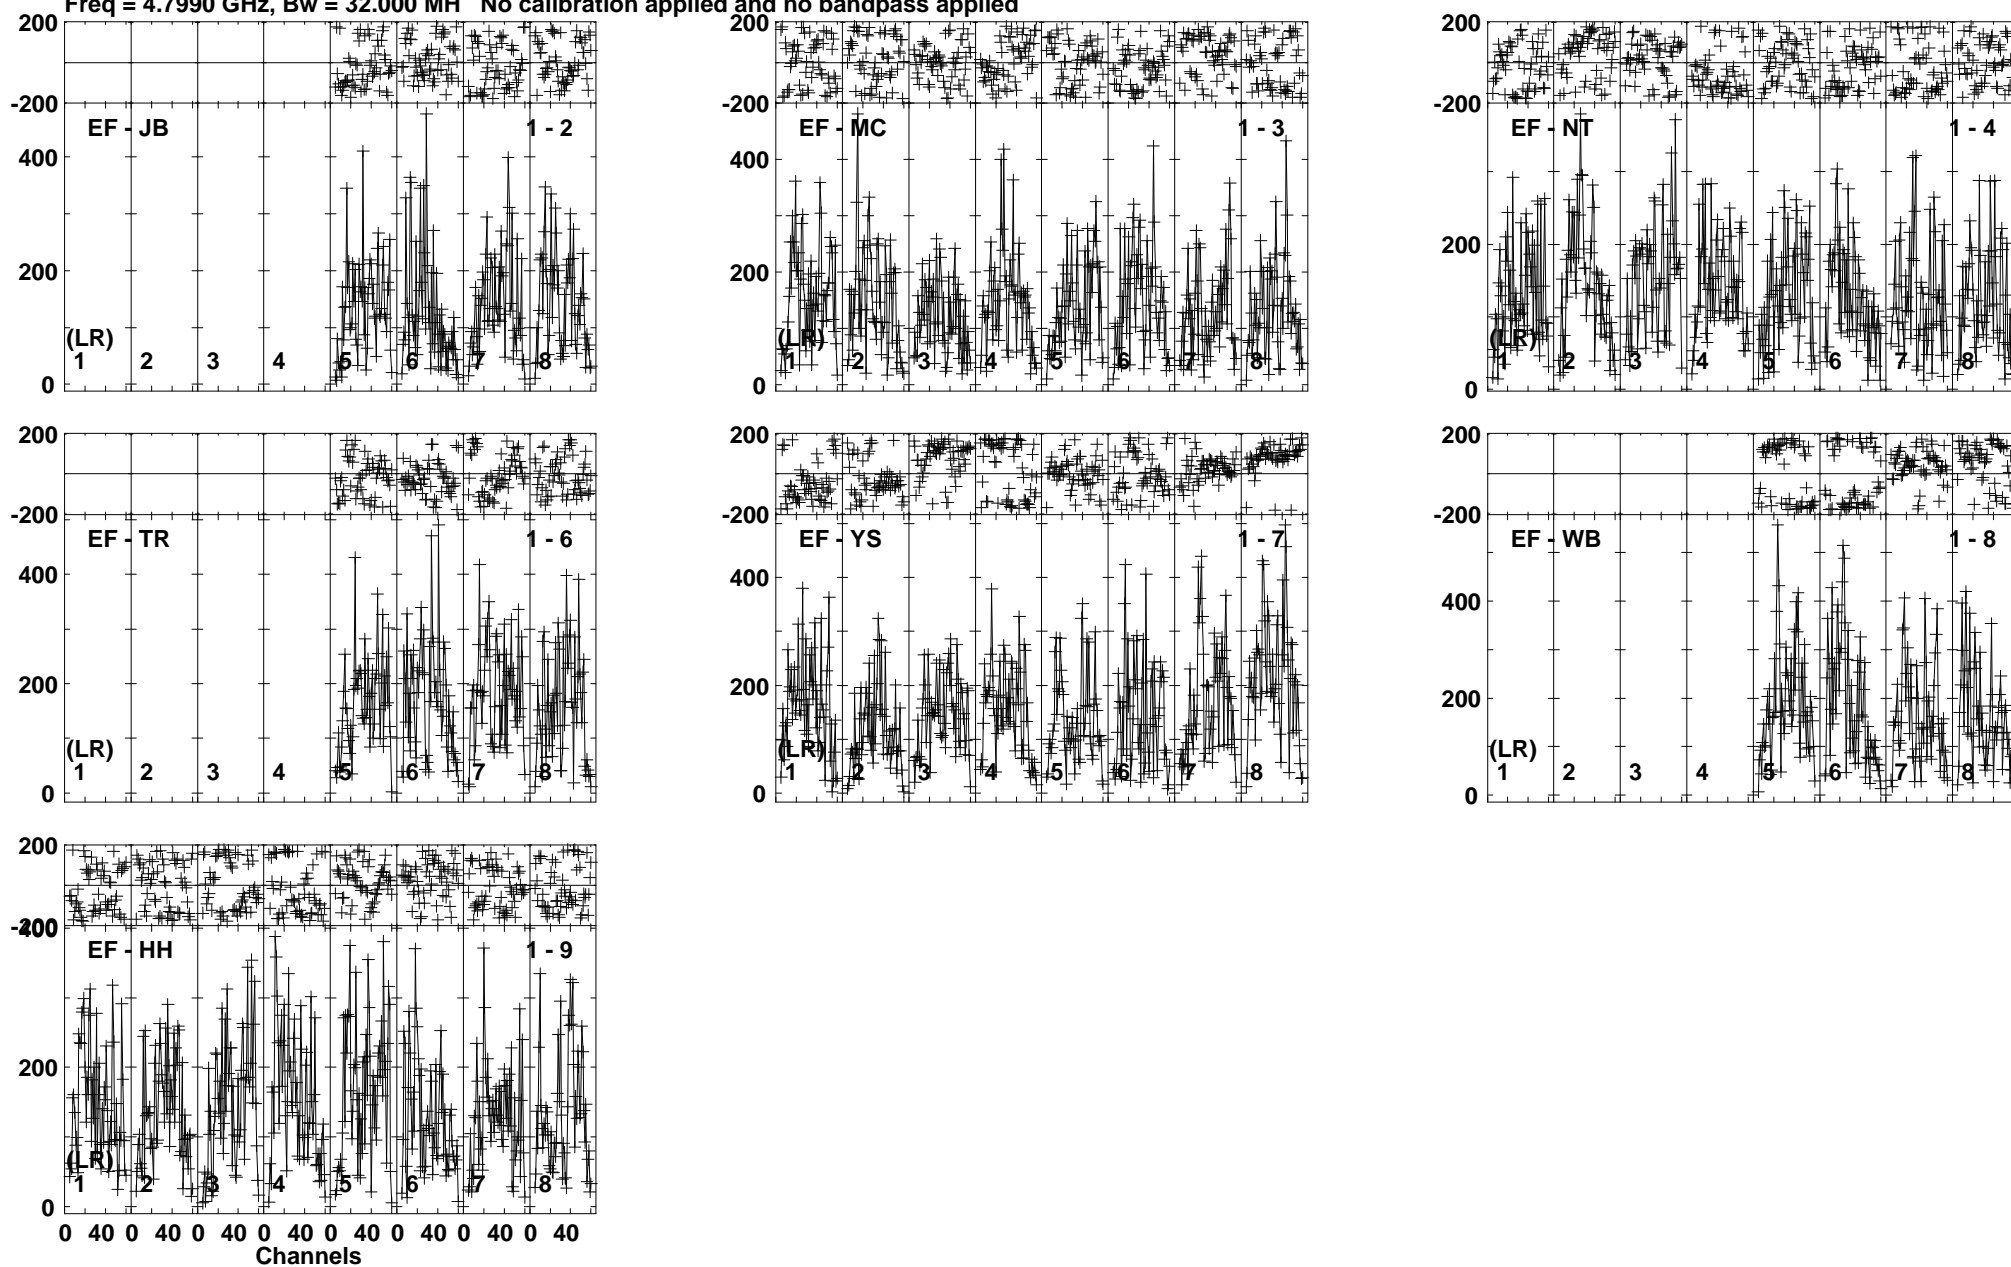 Freq = 4.7990 GHz, Bw = 32.000 MH No calibration applied and no bandpass applied
200
-200
EF - JB 1 - 2
400
200
(LR)
1 2 3 4 5 6 7 8
0
EF - MC 1 - 3
400
200
(LR)
1 2 3 4 5 6 7 8
0
200
-200
EF - NT 1 - 4
200
(LR)
1 2 3 4 5 6 7 8
0
200
-200
EF - TR 1 - 6
400
200
(LR)
1 2 3 4 5 6 7 8
0
200
-200
EF - YS 1 - 7
400
200
(LR)
1 2 3 4 5 6 7 8
0
200
-200
EF - WB 1 - 8
400
200
(LR)
1 2 3 4 5 6 7 8
0
200
-200
400
EF - HH 1 - 9
200
(LR)
1 2 3 4 5 6 7 8
0
0 40 0 40 0 40 0 40 0 40 0 40 0 40 0 40
Channels
200
-200